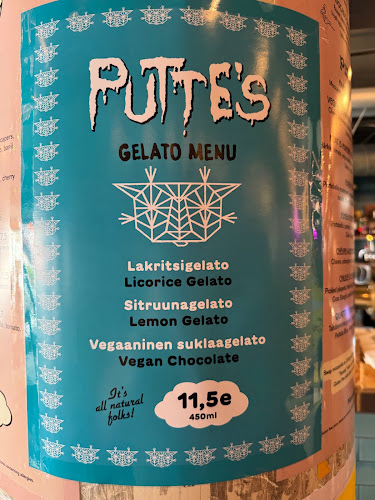 PUTTE'S
GELATO MENU
Lakritsigelato
Licorice Gelato
Sitruunagelato
Lemon Gelato
Vegaaninen suklaagelato
Vegan Chocolate
It's
all natural
folks!
11,5e
450ml